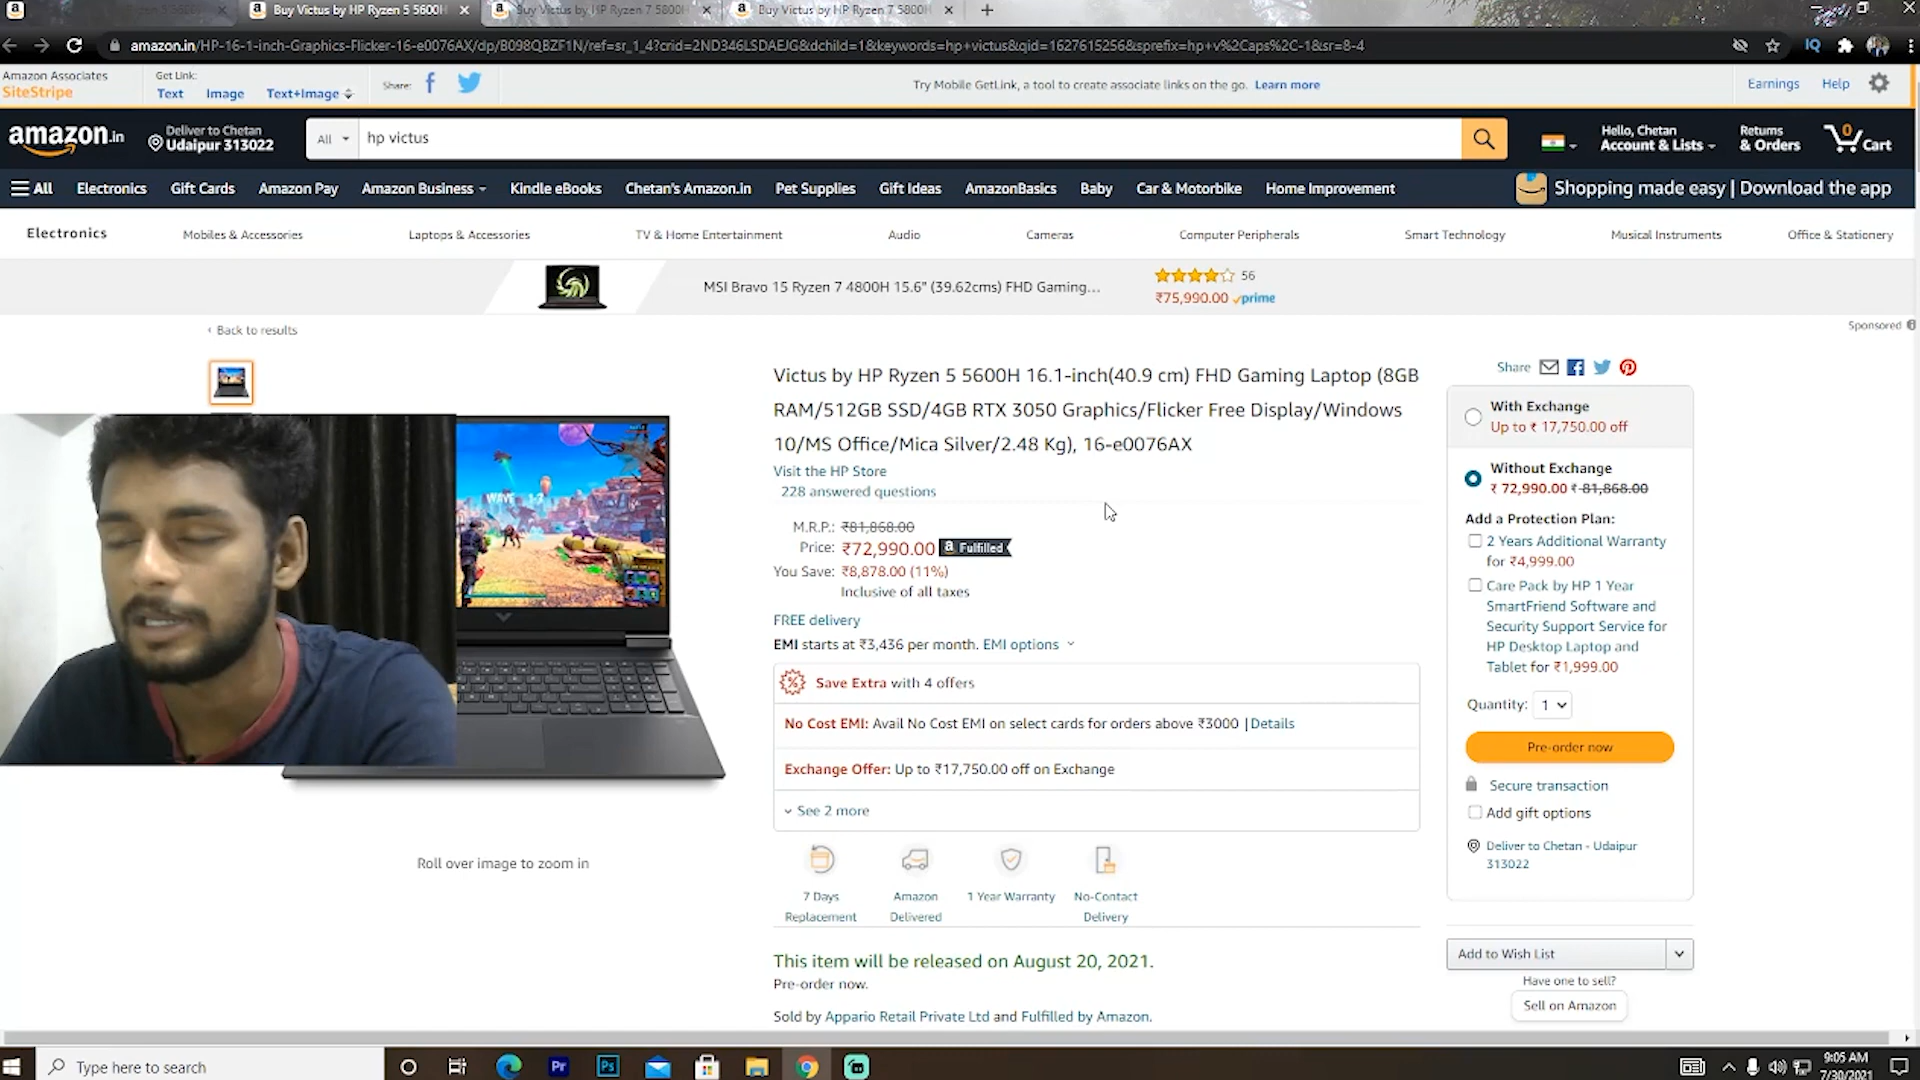 Buy Victus by HP Ryzen 5 5600H
Buy Victus by HP Ryzen 7 5800H
Buy Victus by HP Ryzen 7 5800H
amazon.in/HP-16-1-inch-Graphics-Flicker-16-e0076AX/dp/B098QBZF1N/ref=sr_1_4?crid=2ND346LSDAEJG&dchild=1&keywords=hp+victus&qid=1627615256&sprefix=hp+v%2Caps%2C-1&sr=8-4
IQ
Amazon Associates
SiteStripe
Get Link:
Text Image Text+Image
Share:
Try Mobile GetLink, a tool to create associate links on the go. Learn more
Earnings Help
amazon.in
Deliver to Chetan
Udaipur 313022
All
hp victus
Hello, Chetan
Account & Lists
Returns
& Orders
0
Cart
All Electronics Gift Cards Amazon Pay Amazon Business Kindle eBooks Chetan's Amazon.in Pet Supplies Gift Ideas AmazonBasics Baby Car & Motorbike Home Improvement
Shopping made easy | Download the app
Electronics Mobiles & Accessories Laptops & Accessories TV & Home Entertainment Audio Cameras Computer Peripherals Smart Technology Musical Instruments Office & Stationery
MSI Bravo 15 Ryzen 7 4800H 15.6" (39.62cms) FHD Gaming...
56
₹75,990.00 prime
Sponsored
‹ Back to results
Victus by HP Ryzen 5 5600H 16.1-inch(40.9 cm) FHD Gaming Laptop (8GB
RAM/512GB SSD/4GB RTX 3050 Graphics/Flicker Free Display/Windows
10/MS Office/Mica Silver/2.48 Kg), 16-e0076AX
Visit the HP Store
228 answered questions
M.R.P.: ₹81,868.00
Price: ₹72,990.00 a Fulfilled
You Save: ₹8,878.00 (11%)
Inclusive of all taxes
FREE delivery
EMI starts at ₹3,436 per month. EMI options
Save Extra with 4 offers
No Cost EMI: Avail No Cost EMI on select cards for orders above ₹3000 |Details
Exchange Offer: Up to ₹17,750.00 off on Exchange
See 2 more
7 Days
Replacement
Amazon
Delivered
1 Year Warranty
No-Contact
Delivery
This item will be released on August 20, 2021.
Pre-order now.
Sold by Appario Retail Private Ltd and Fulfilled by Amazon.
WAVE
Roll over image to zoom in
Share
With Exchange
Up to ₹ 17,750.00 off
Without Exchange
₹ 72,990.00 ₹ 81,868.00
Add a Protection Plan:
2 Years Additional Warranty
for ₹4,999.00
Care Pack by HP 1 Year
SmartFriend Software and
Security Support Service for
HP Desktop Laptop and
Tablet for ₹1,999.00
Quantity: 1
Pre-order now
Secure transaction
Add gift options
Deliver to Chetan - Udaipur
313022
Add to Wish List
Have one to sell?
Sell on Amazon
Type here to search
Pr
Ps
9:05 AM
7/30/2021